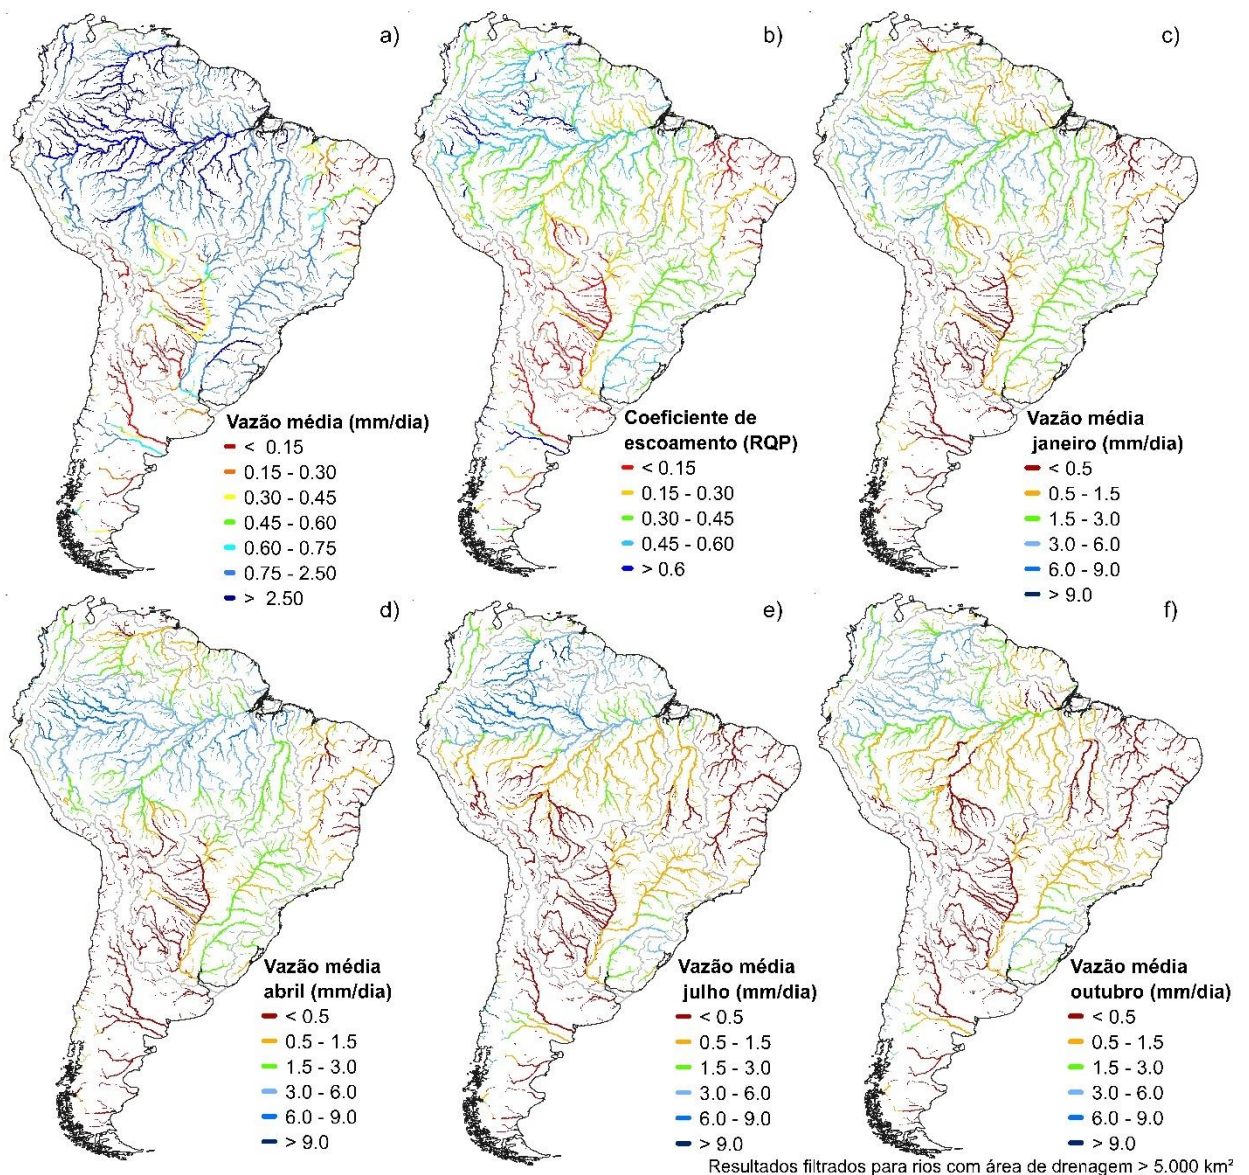 a)
Vazão média (mm/dia)
< 0.15
0.15 - 0.30
0.30 - 0.45
0.45 - 0.60
0.60 - 0.75
0.75 - 2.50
> 2.50
b)
Coeficiente de
escoamento (RQP)
< 0.15
0.15 - 0.30
0.30 - 0.45
0.45 - 0.60
> 0.6
c)
Vazão média
janeiro (mm/dia)
< 0.5
0.5 - 1.5
1.5 - 3.0
3.0 - 6.0
6.0 - 9.0
> 9.0
d)
Vazão média
abril (mm/dia)
< 0.5
0.5 - 1.5
1.5 - 3.0
3.0 - 6.0
6.0 - 9.0
> 9.0
e)
Vazão média
julho (mm/dia)
< 0.5
0.5 - 1.5
1.5 - 3.0
3.0 - 6.0
6.0 - 9.0
> 9.0
f)
Vazão média
outubro (mm/dia)
< 0.5
0.5 - 1.5
1.5 - 3.0
3.0 - 6.0
6.0 - 9.0
> 9.0
Resultados filtrados para rios com área de drenagem > 5.000 km²